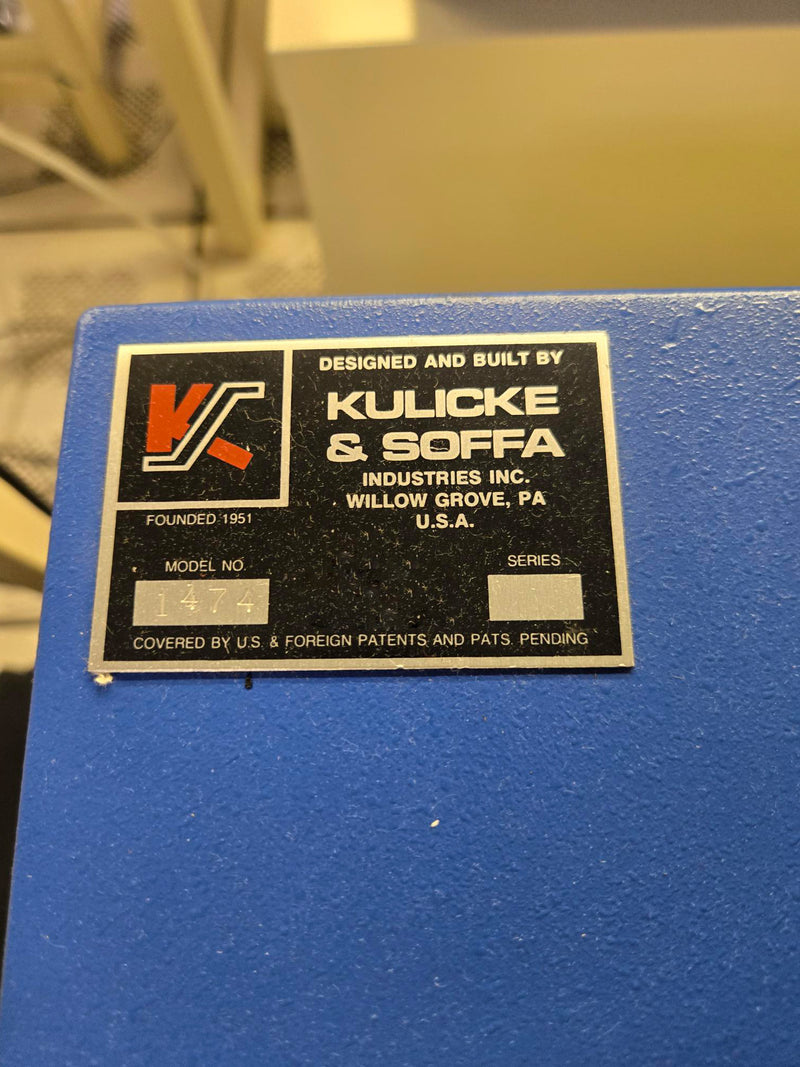 KS
DESIGNED AND BUILT BY
KULICKE
& SOFFA
INDUSTRIES INC.
WILLOW GROVE, PA
U.S.A.
FOUNDED 1951
MODEL NO.
SERIES
1474
COVERED BY U.S. & FOREIGN PATENTS AND PATS. PENDING